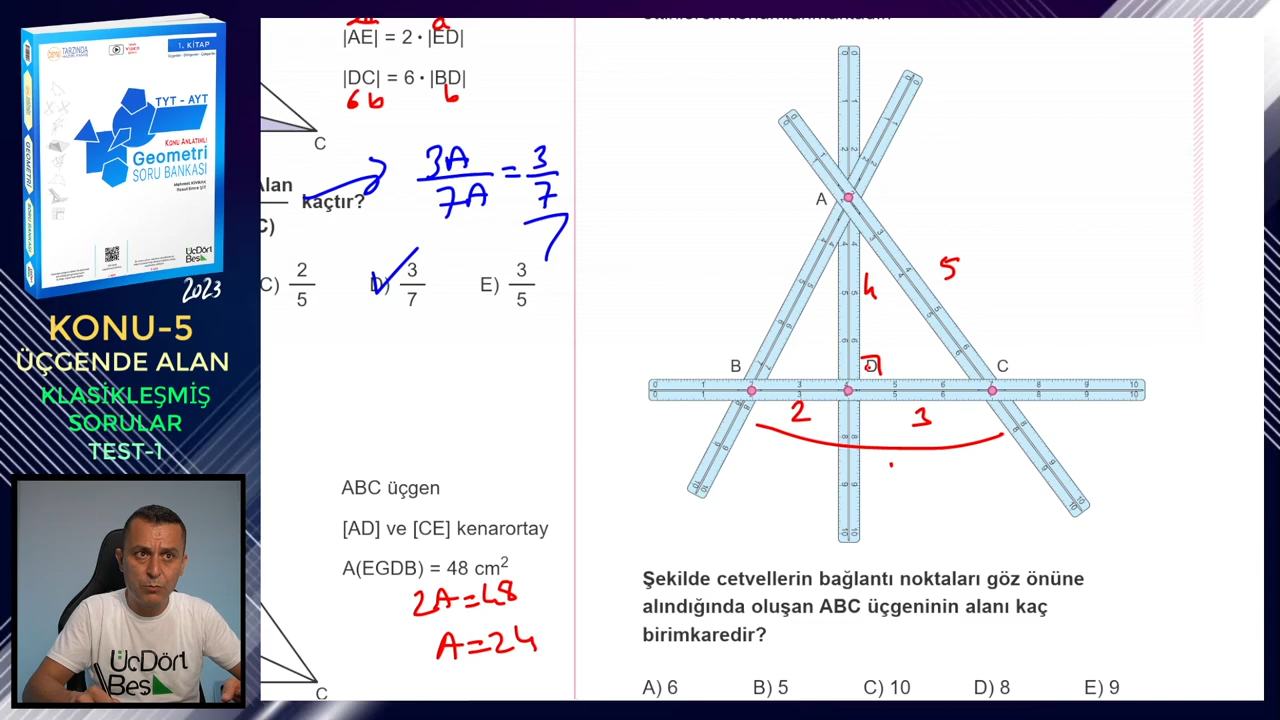 1. KİTAP
TYT - AYT
KONU ANLATIMLI
Geometri
SORU BANKASI
GEOMETRİ
ÜçDört
Beş
2023
KONU-5
ÜÇGENDE ALAN
KLASİKLEŞMİŞ
SORULAR
TEST-1
ÜçDört
Beş
a
|AE| = 2 · |ED|
|DC| = 6 · |BD|
6b b
C
Alan
kaçtır?
C)
3A/7A = 3/7
C) 2/5 D) 3/7 E) 3/5
ABC üçgen
[AD] ve [CE] kenarortay
A(EGDB) = 48 cm²
2A=48
A=24
C
A
5
h
B D C
2 3
Şekilde cetvellerin bağlantı noktaları göz önüne
alındığında oluşan ABC üçgeninin alanı kaç
birimkaredir?
A) 6 B) 5 C) 10 D) 8 E) 9